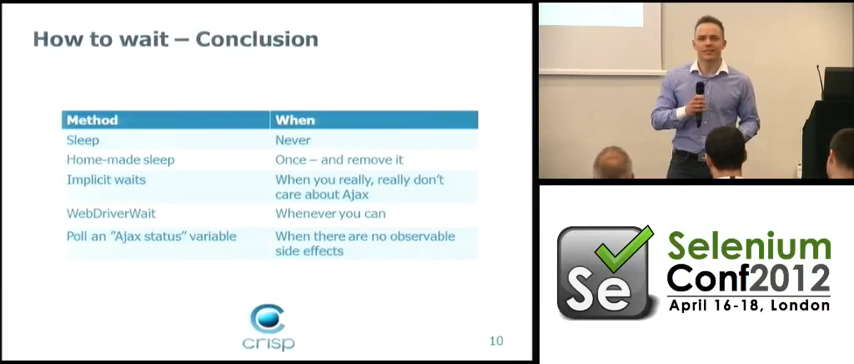 How to wait – Conclusion
Method When
Sleep Never
Home-made sleep Once – and remove it
Implicit waits When you really, really don't
care about Ajax
WebDriverWait Whenever you can
Poll an "Ajax status" variable When there are no observable
side effects
crisp
10
Se
Selenium
Conf2012
April 16-18, London